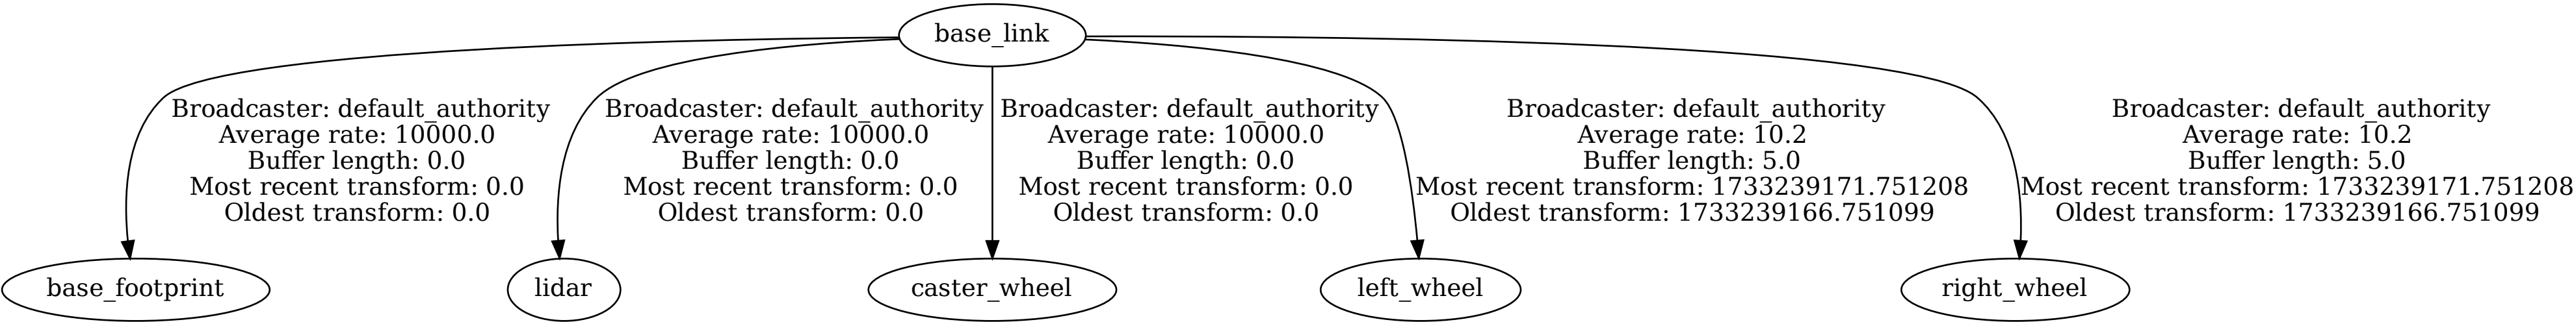 base_link
Broadcaster: default_authority
Average rate: 10000.0
Buffer length: 0.0
Most recent transform: 0.0
Oldest transform: 0.0
Broadcaster: default_authority
Average rate: 10000.0
Buffer length: 0.0
Most recent transform: 0.0
Oldest transform: 0.0
Broadcaster: default_authority
Average rate: 10000.0
Buffer length: 0.0
Most recent transform: 0.0
Oldest transform: 0.0
Broadcaster: default_authority
Average rate: 10.2
Buffer length: 5.0
Most recent transform: 1733239171.751208
Oldest transform: 1733239166.751099
Broadcaster: default_authority
Average rate: 10.2
Buffer length: 5.0
Most recent transform: 1733239171.751208
Oldest transform: 1733239166.751099
base_footprint
lidar
caster_wheel
left_wheel
right_wheel